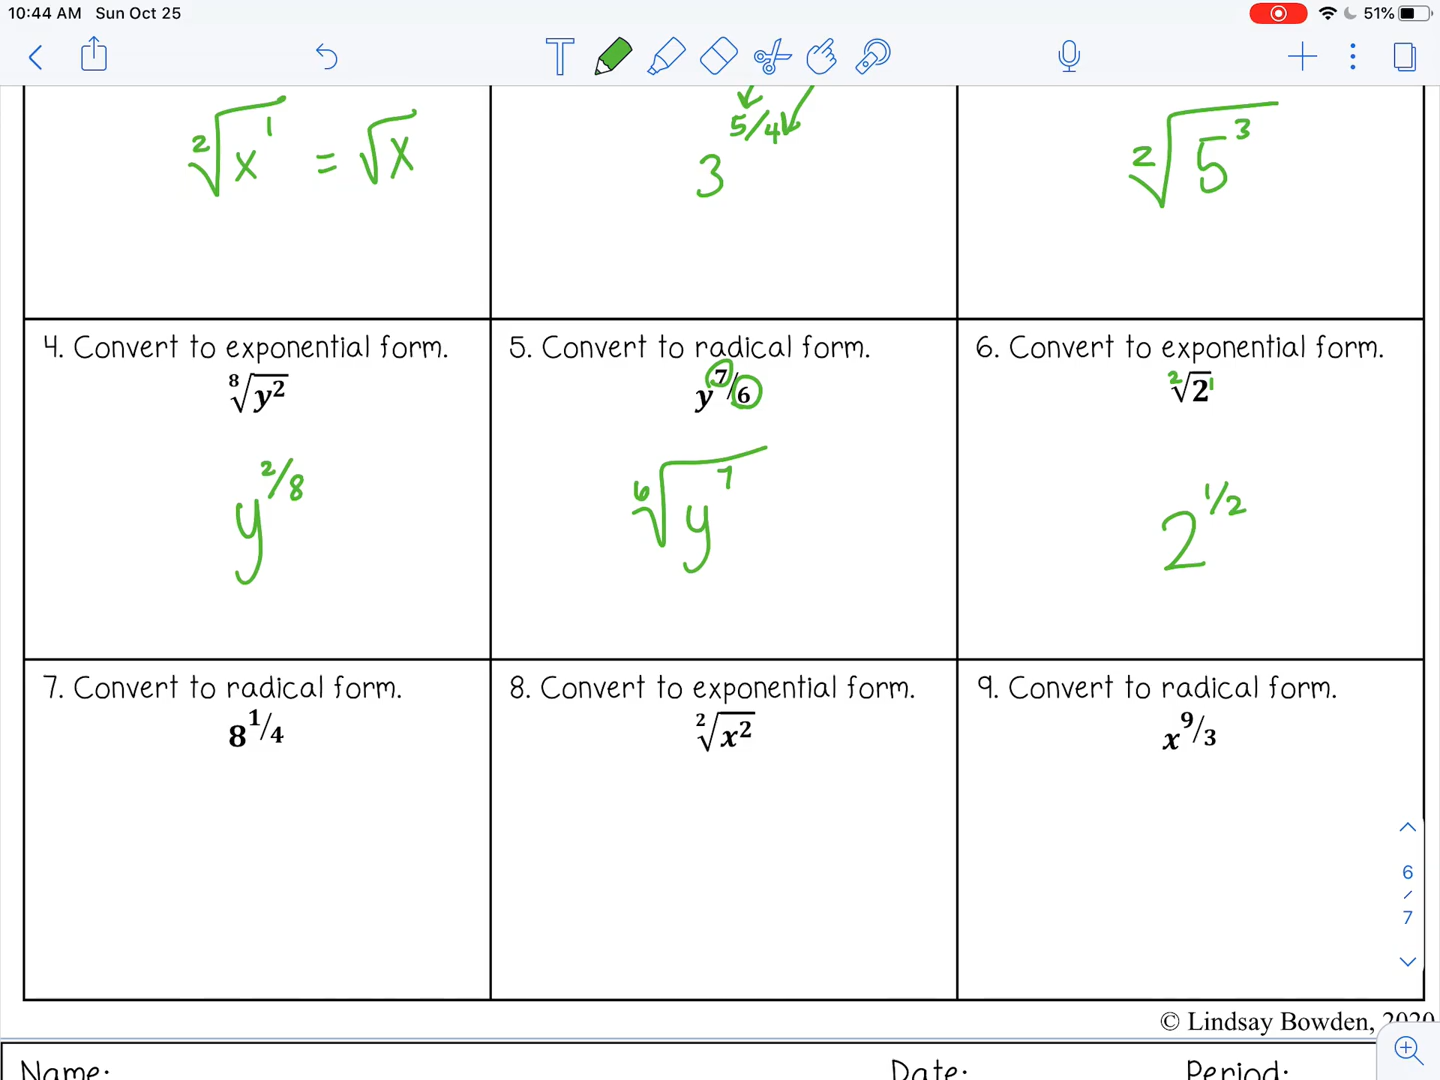 10:44 AM Sun Oct 25
51%
²√x¹ = √x
3^5/4
²√5³
4. Convert to exponential form.
⁸√y²
y^2/8
5. Convert to radical form.
y^7/6
⁶√y⁷
6. Convert to exponential form.
²√2¹
2^1/2
7. Convert to radical form.
8^1/4
8. Convert to exponential form.
²√x²
9. Convert to radical form.
x^9/3
6
/
7
© Lindsay Bowden, 2020
Name:
Date:
Period: